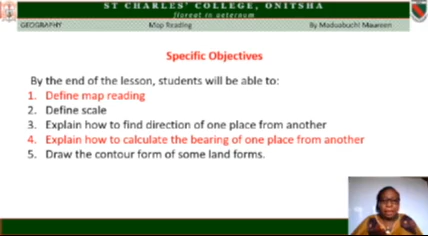 ST CHARLES' COLLEGE, ONITSHA
floreat in aeternum
GEOGRAPHY Map Reading By Maduabuchi Maureen
Specific Objectives
By the end of the lesson, students will be able to:
1. Define map reading
2. Define scale
3. Explain how to find direction of one place from another
4. Explain how to calculate the bearing of one place from another
5. Draw the contour form of some land forms.